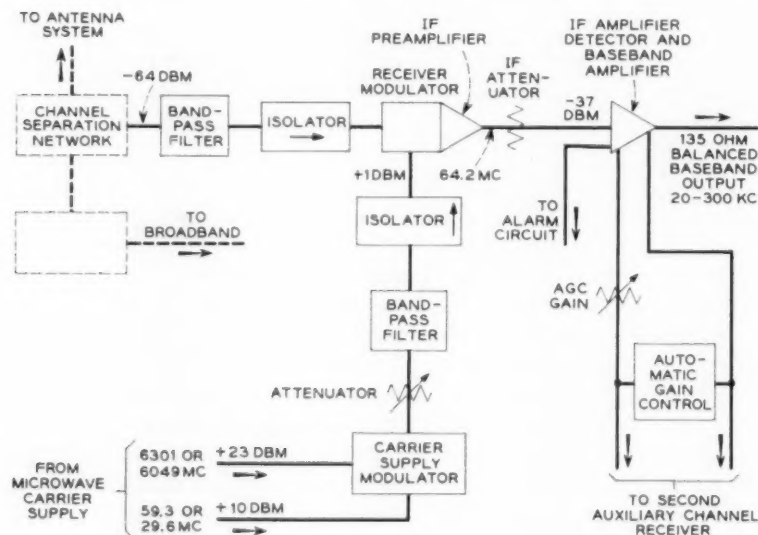 TO ANTENNA
SYSTEM
-64 DBM
CHANNEL
SEPARATION
NETWORK
BAND-
PASS
FILTER
ISOLATOR
IF
PREAMPLIFIER
RECEIVER
MODULATOR
IF
ATTEN-
UATOR
64.2 MC
-37
DBM
IF AMPLIFIER
DETECTOR AND
BASEBAND
AMPLIFIER
135 OHM
BALANCED
BASEBAND
OUTPUT
20-300 KC
TO
BROADBAND
+1DBM
ISOLATOR
TO
ALARM
CIRCUIT
BAND-
PASS
FILTER
AGC
GAIN
ATTENUATOR
AUTO-
MATIC
GAIN
CONTROL
FROM
MICROWAVE
CARRIER
SUPPLY
6301 OR
6049 MC
+23 DBM
59.3 OR
29.6 MC
+10 DBM
CARRIER
SUPPLY
MODULATOR
TO SECOND
AUXILIARY CHANNEL
RECEIVER